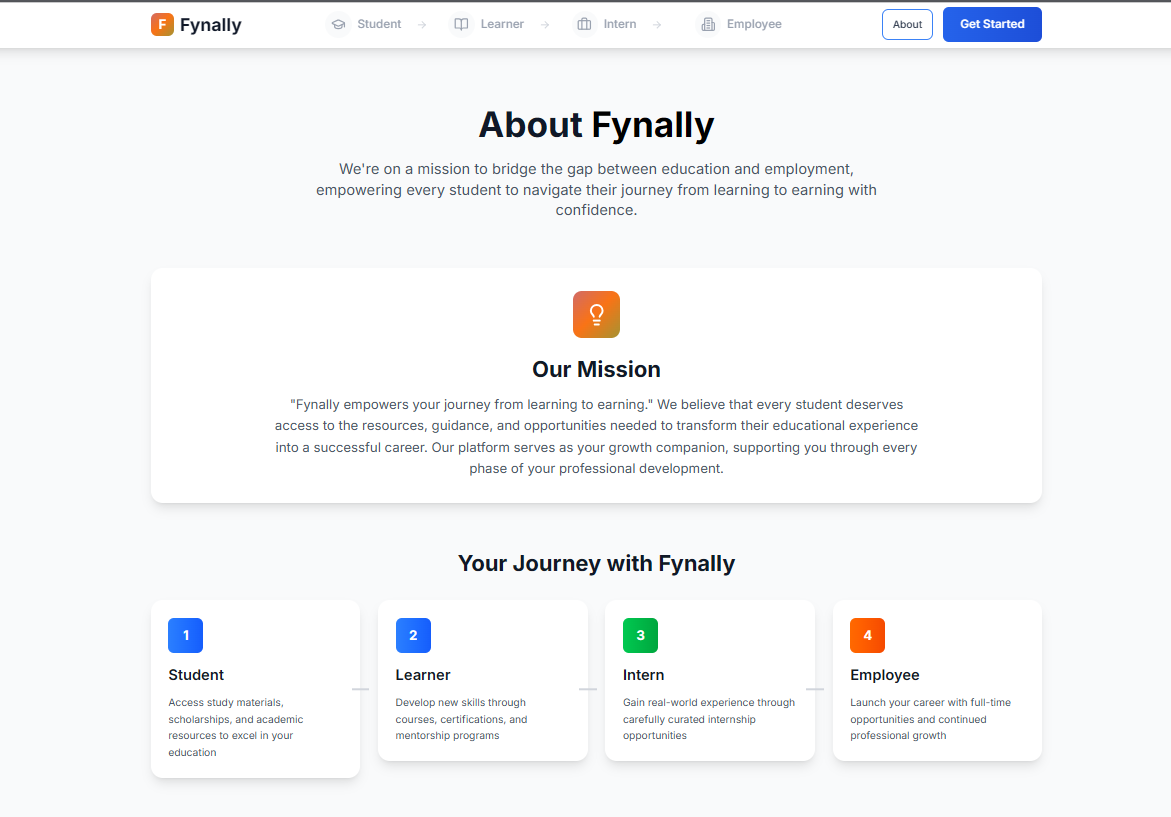 F Fynally
Student
Learner
Intern
Employee
About
Get Started
About Fynally
We're on a mission to bridge the gap between education and employment,
empowering every student to navigate their journey from learning to earning with
confidence.
Our Mission
"Fynally empowers your journey from learning to earning." We believe that every student deserves
access to the resources, guidance, and opportunities needed to transform their educational experience
into a successful career. Our platform serves as your growth companion, supporting you through every
phase of your professional development.
Your Journey with Fynally
1
Student
Access study materials,
scholarships, and academic
resources to excel in your
education
2
Learner
Develop new skills through
courses, certifications, and
mentorship programs
3
Intern
Gain real-world experience through
carefully curated internship
opportunities
4
Employee
Launch your career with full-time
opportunities and continued
professional growth